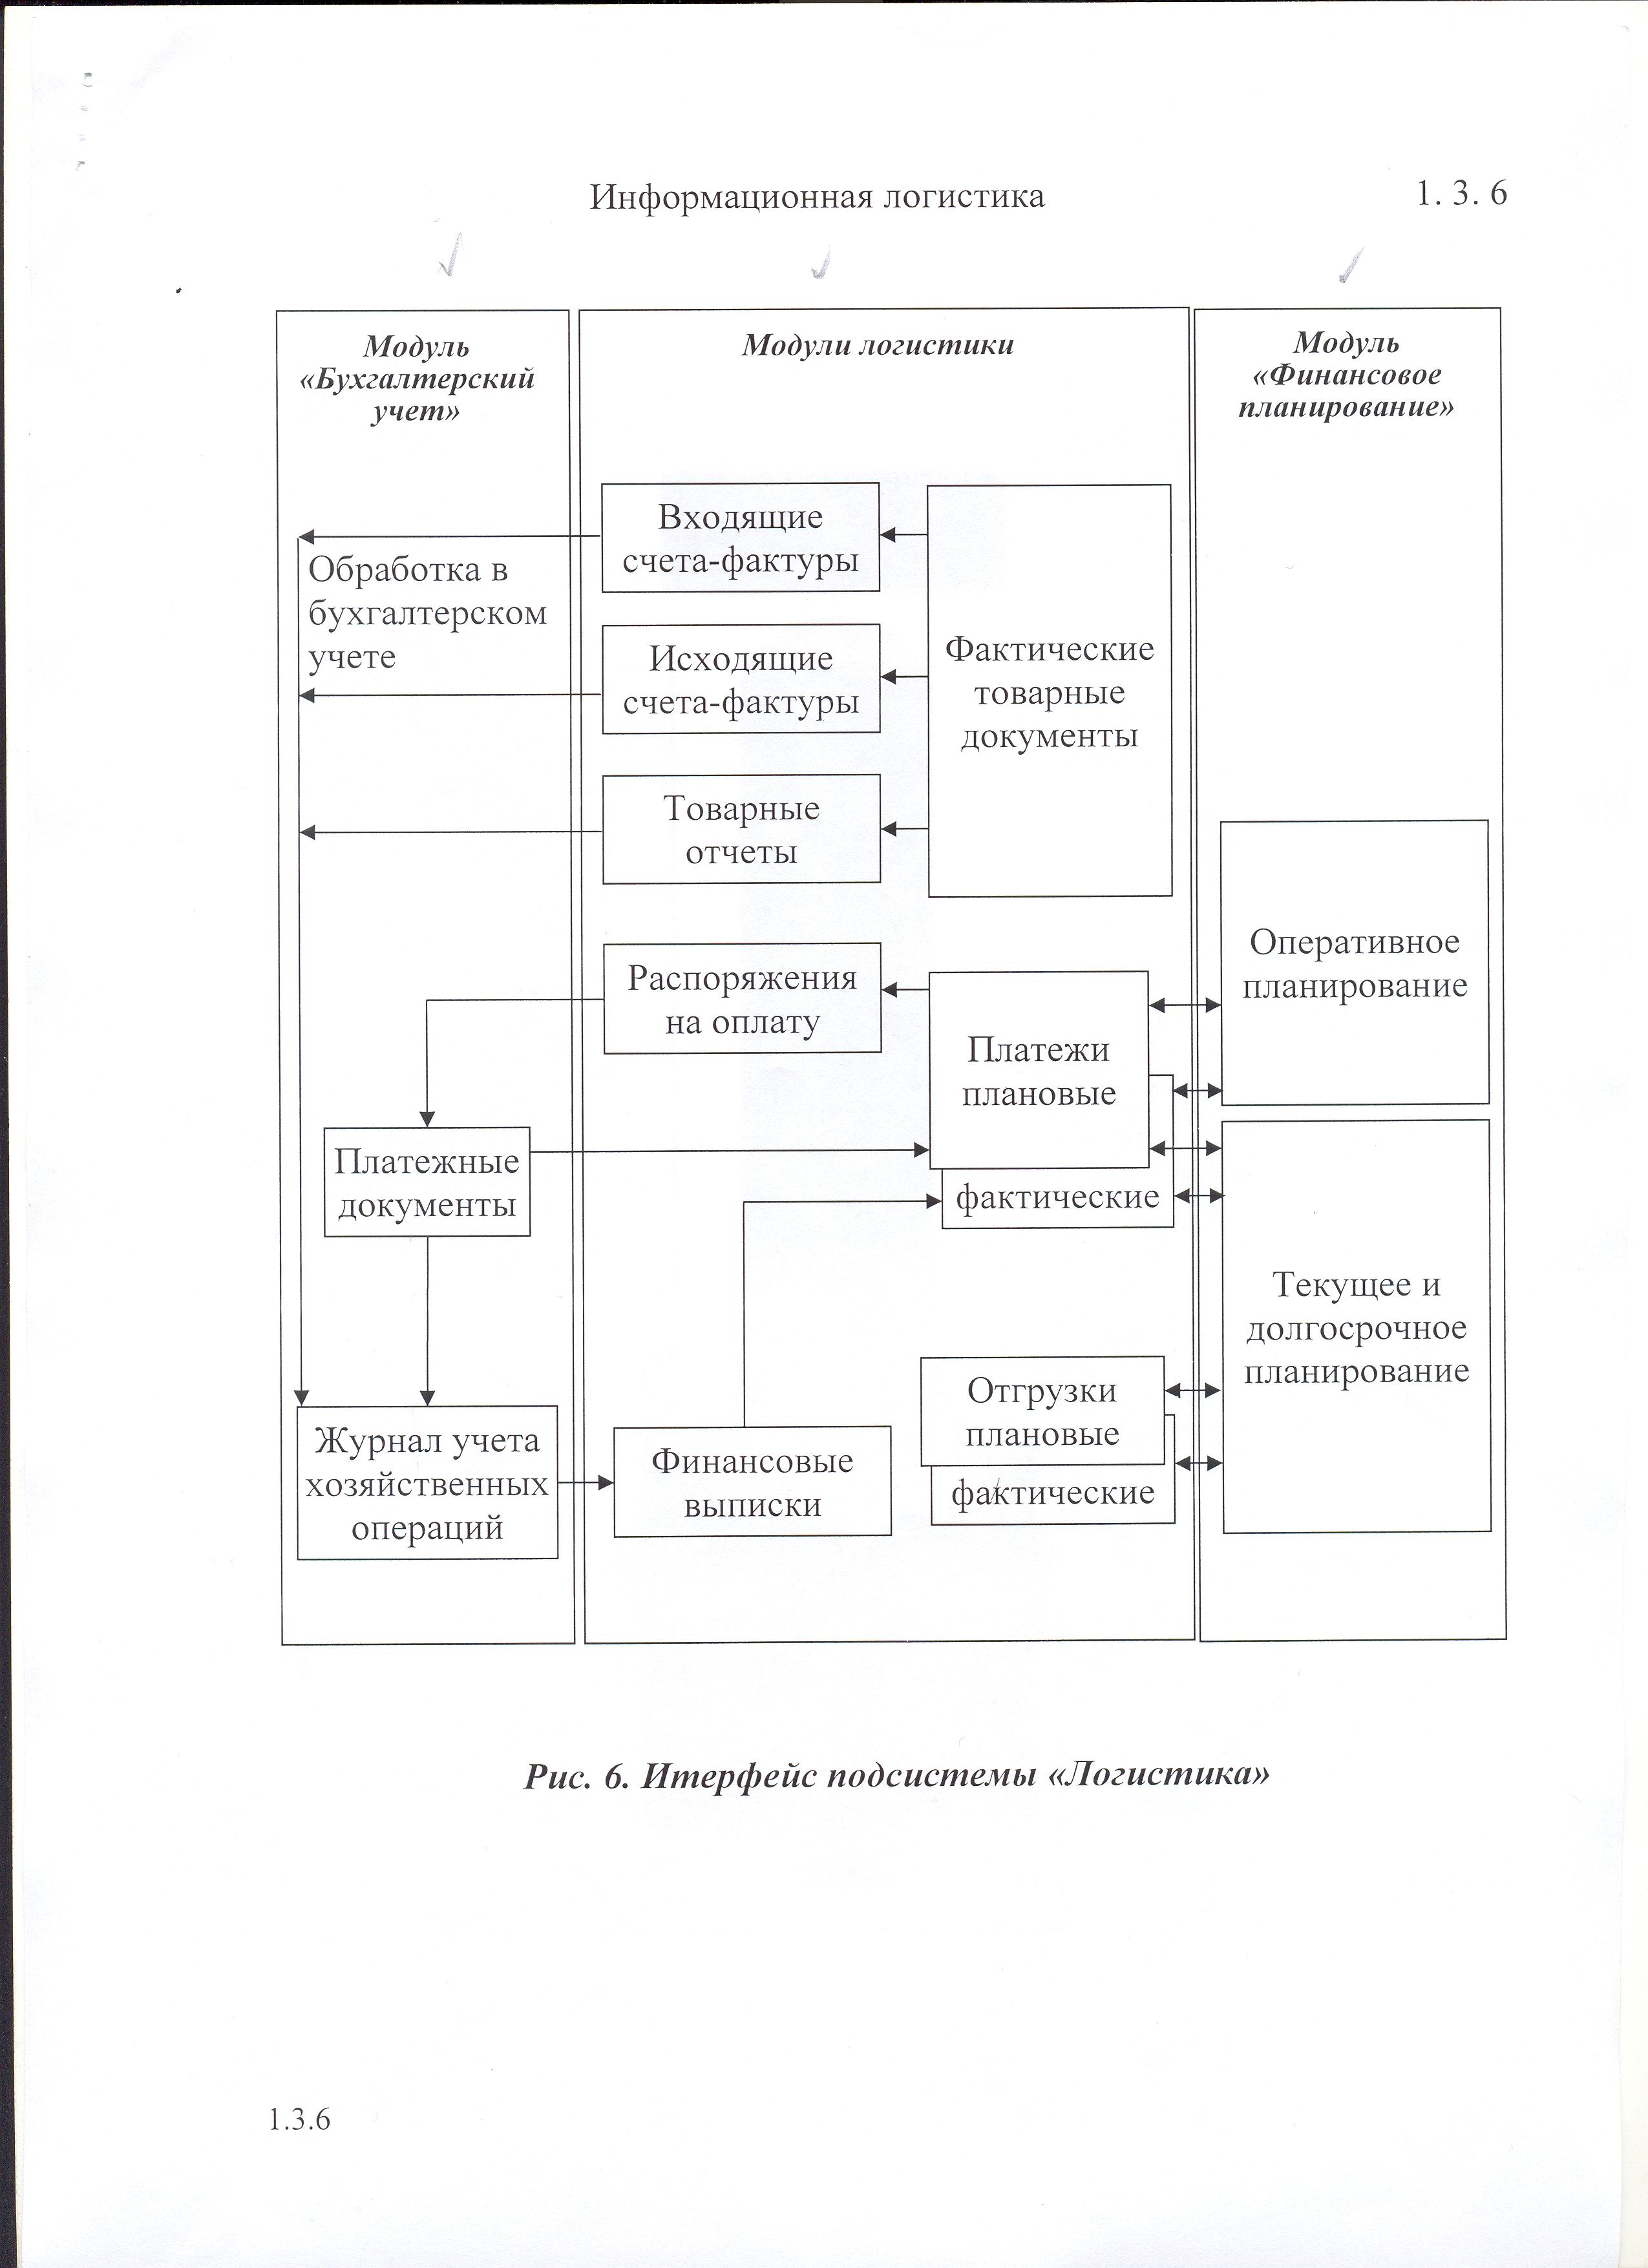 Информационная логистика
1. 3. 6
Модуль
«Бухгалтерский
учет»
Модули логистики
Модуль
«Финансовое
планирование»
Входящие
счета-фактуры
Обработка в
бухгалтерском
учете
Исходящие
счета-фактуры
Фактические
товарные
документы
Товарные
отчеты
Оперативное
планирование
Распоряжения
на оплату
Платежи
плановые
фактические
Платежные
документы
Текущее и
долгосрочное
планирование
Отгрузки
плановые
фактические
Журнал учета
хозяйственных
операций
Финансовые
выписки
Рис. 6. Итерфейс подсистемы «Логистика»
1.3.6